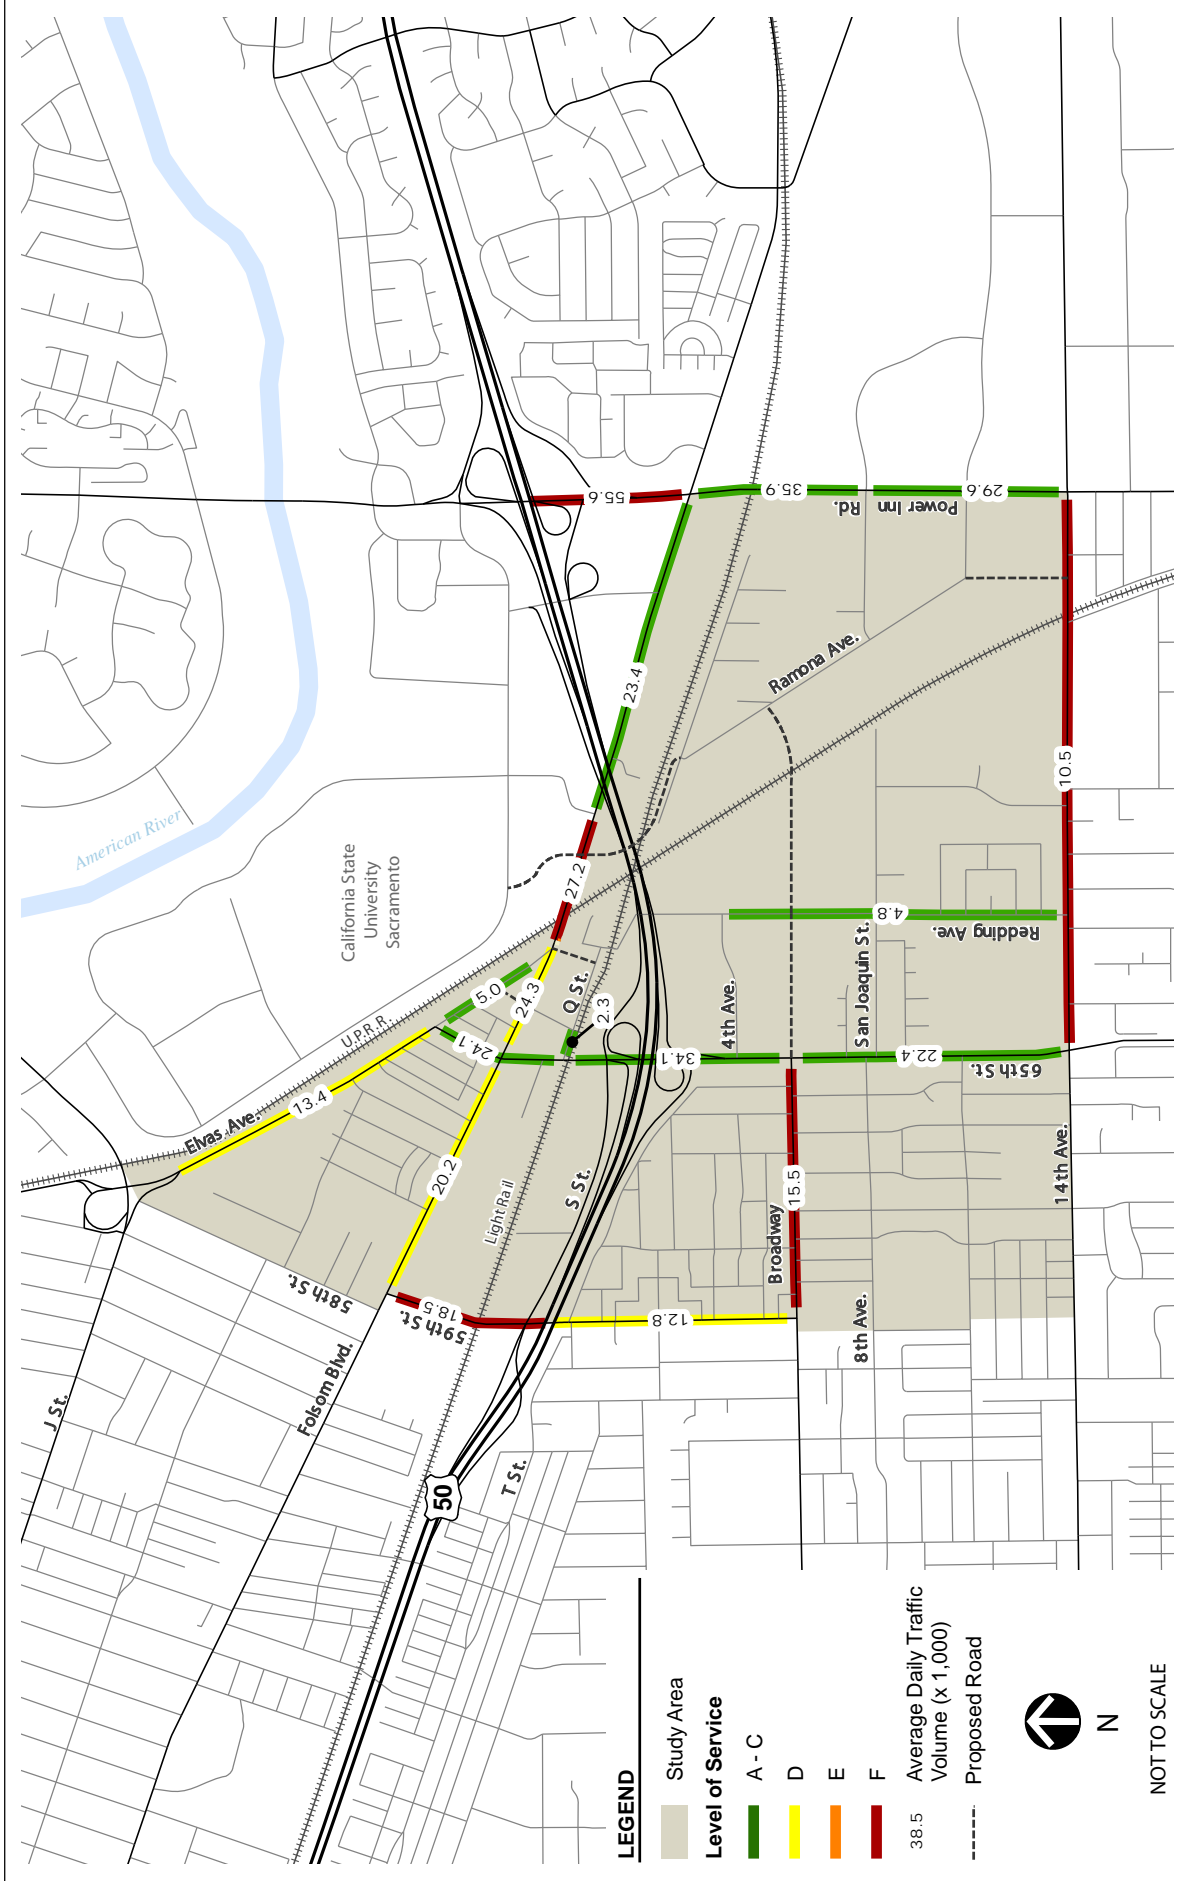 J St.
Elvas Ave.
American River
California State
University
Sacramento
U.P.R.R.
58th St.
Folsom Blvd.
59th St.
Light Rail
S St.
T St.
Q St.
50
4th Ave.
Broadway
8th Ave.
San Joaquin St.
Redding Ave.
65th St.
14th Ave.
Ramona Ave.
Power Inn
Rd.
13.4
20.2
18.5
12.8
24.1
5.0
24.3
27.2
23.4
55.6
35.9
29.6
2.3
34.1
22.4
15.5
4.8
10.5
LEGEND
Study Area
Level of Service
A - C
D
E
F
38.5 Average Daily Traffic
Volume (x 1,000)
Proposed Road
N
NOT TO SCALE